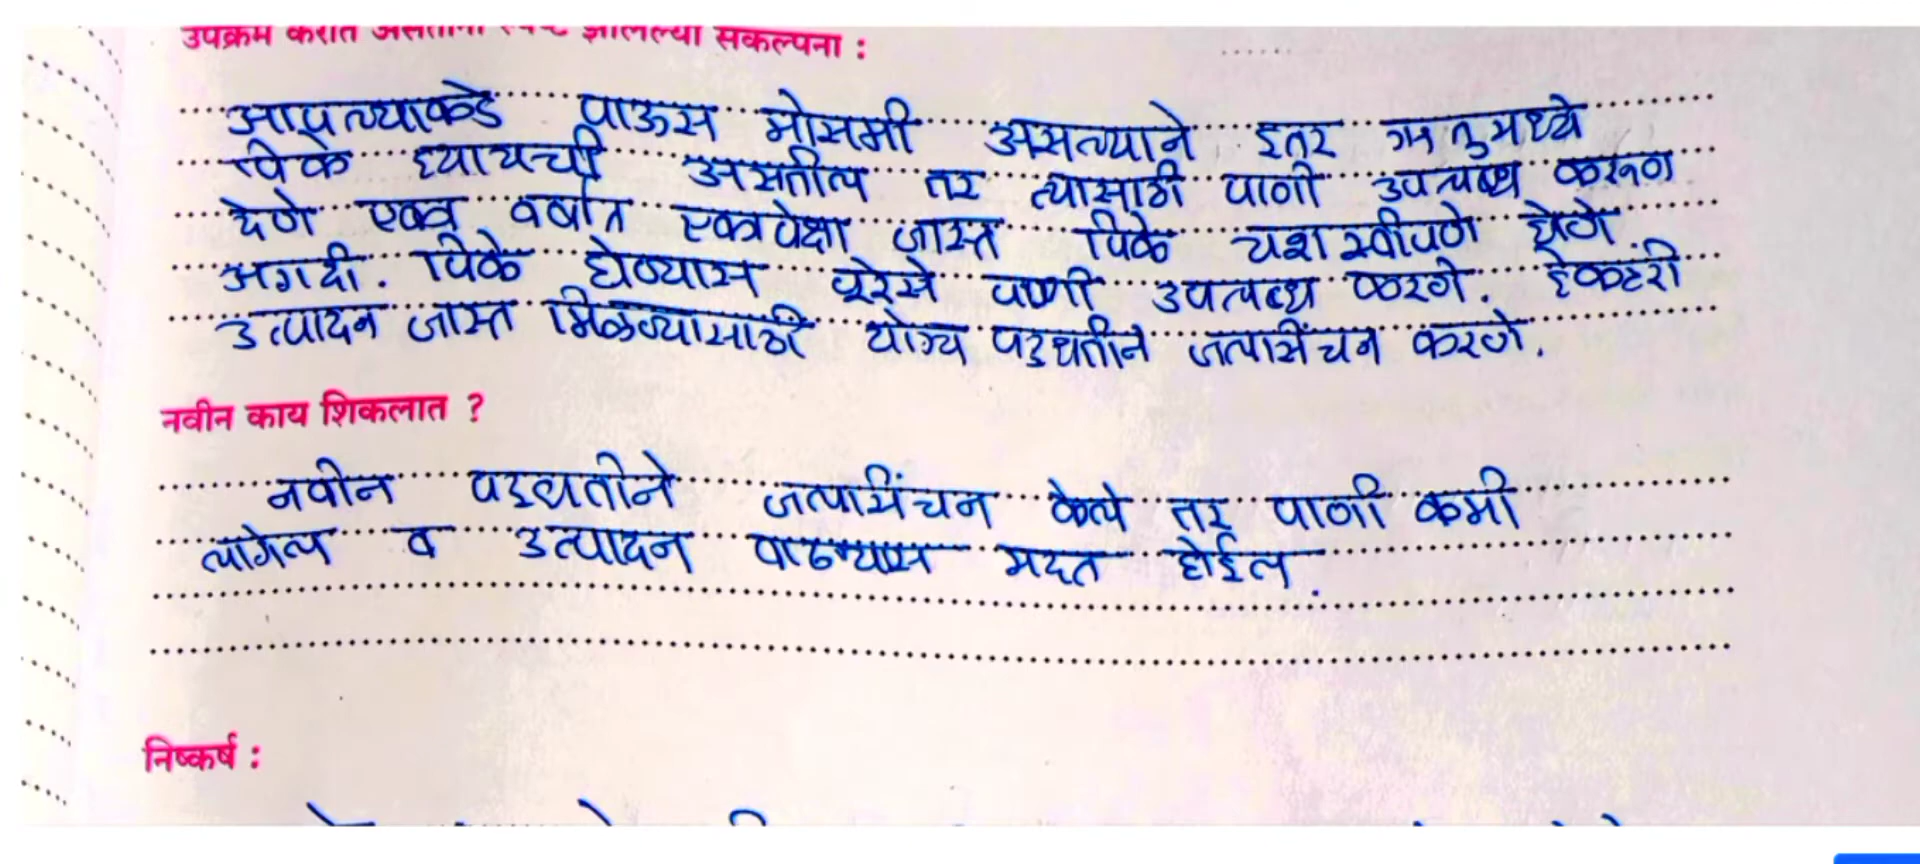 उपक्रम करीत असताना स्पष्ट झालेल्या संकल्पना :
आपल्याकडे पाऊस मोसमी असल्याने इतर ऋतुमध्ये
पिके घ्यायची असतील तर त्यासाठी पाणी उपलब्ध करून
देणे एका वर्षात एकापेक्षा जास्त पिके यशस्वीपणे घेणे.
अगदी. पिके घेण्यास पुरेसे पाणी उपलब्ध करणे. हेक्टरी
उत्पादन जास्त मिळण्यासाठी योग्य पद्धतीने जलसिंचन करणे.
नवीन काय शिकलात ?
नवीन पद्धतीने जलसिंचन केले तर पाणी कमी
लागेल व उत्पादन वाढण्यास मदत होईल.
निष्कर्ष :